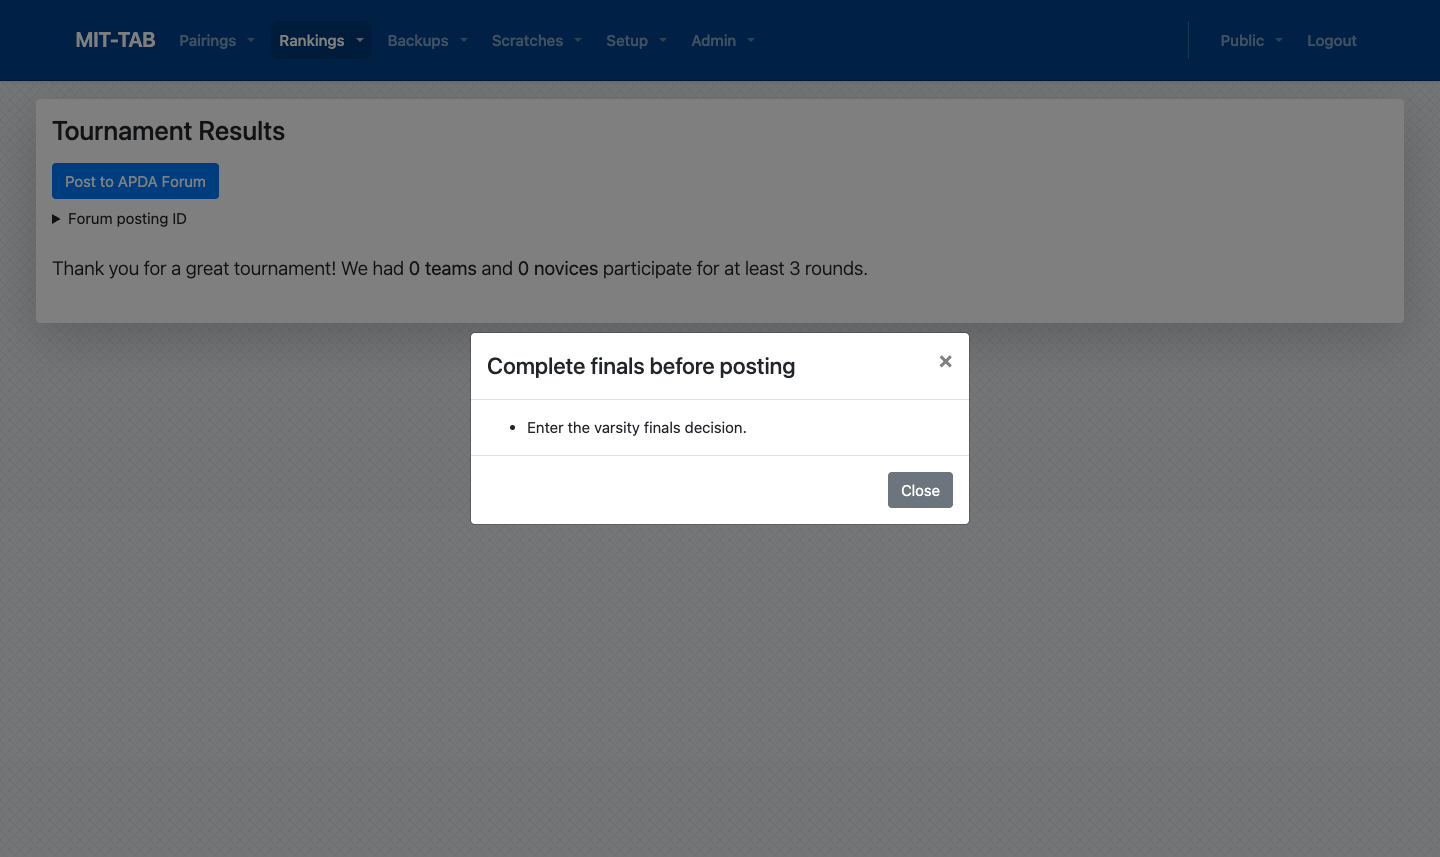 MIT-TAB Pairings Rankings Backups Scratches Setup Admin Public Logout
Tournament Results
Post to APDA Forum
Forum posting ID
Thank you for a great tournament! We had 0 teams and 0 novices participate for at least 3 rounds.
Complete finals before posting ×
Enter the varsity finals decision.
Close